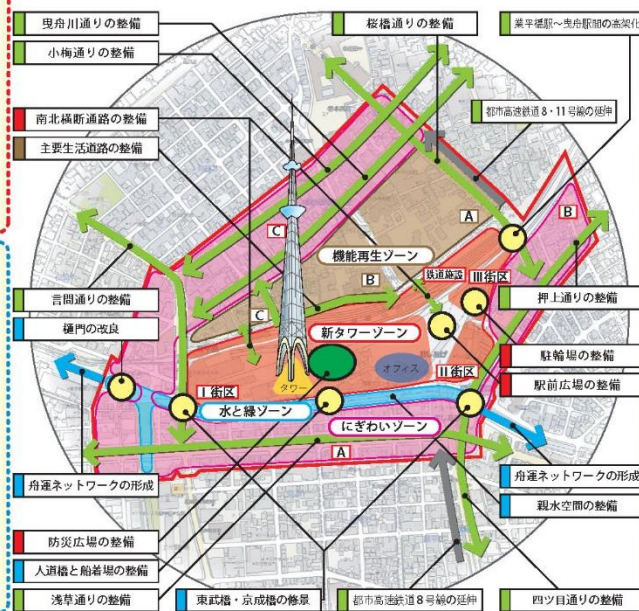 曳舟川通りの整備
小梅通りの整備
桜橋通りの整備
業平橋駅～曳舟駅間の高架化
南北横断通路の整備
主要生活道路の整備
都市高速鉄道8・11号線の延伸
A
B
C
機能再生ゾーン
鉄道施設
III街区
B
C
言問通りの整備
樋門の改良
押上通りの整備
新タワーゾーン
駐輪場の整備
駅前広場の整備
タワー
オフィス
I街区
II街区
水と緑ゾーン
にぎわいゾーン
A
舟運ネットワークの形成
舟運ネットワークの形成
親水空間の整備
防災広場の整備
人道橋と船着場の整備
浅草通りの整備
東武橋・京成橋の修景
都市高速鉄道8号線の延伸
四ツ目通りの整備